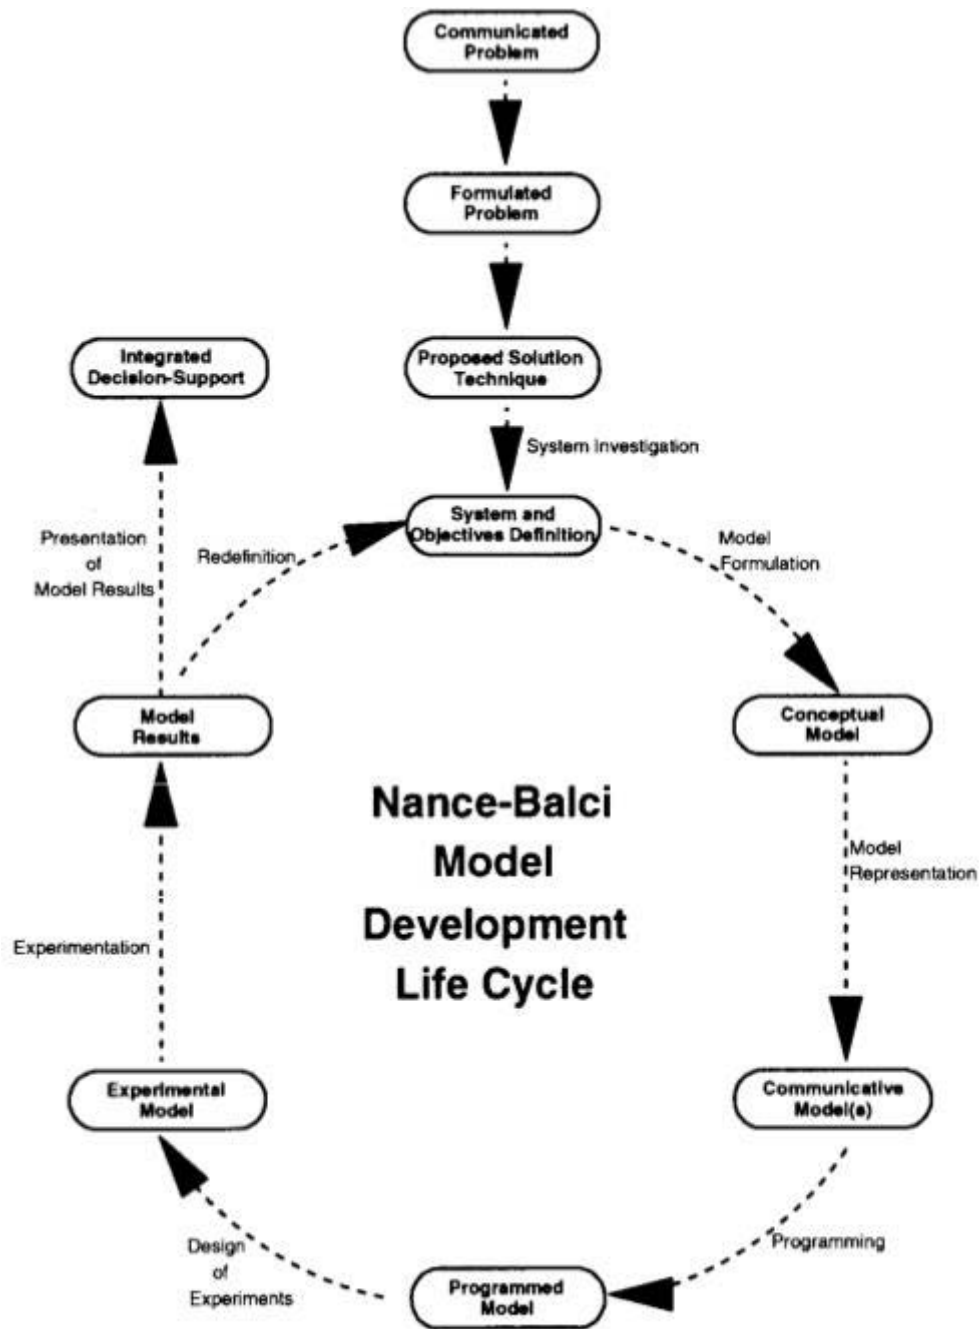 Communicated
Problem
Formulated
Problem
Proposed Solution
Technique
Integrated
Decision-Support
System Investigation
System and
Objectives Definition
Presentation
of
Model Results
Redefinition
Model
Formulation
Model
Results
Conceptual
Model
Nance-Balci
Model
Development
Life Cycle
Model
Representation
Experimentation
Experimental
Model
Communicative
Model(s)
Design
of
Experiments
Programming
Programmed
Model